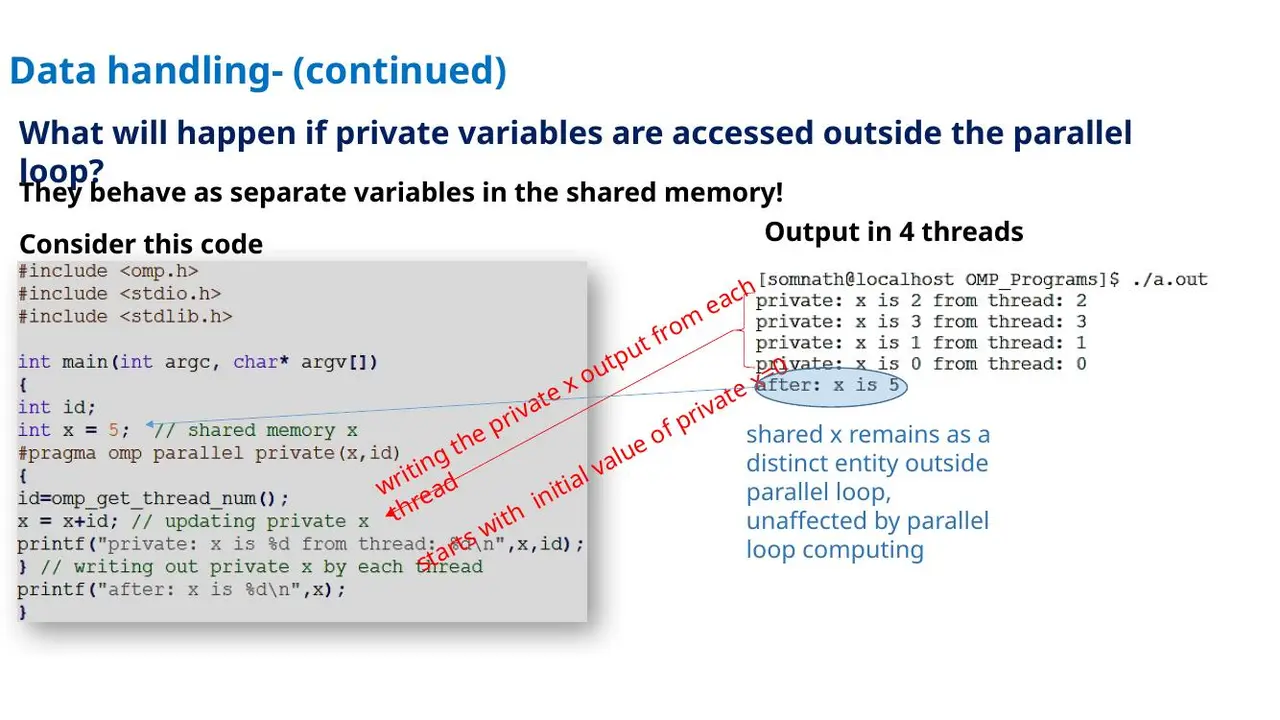 Data handling- (continued)
What will happen if private variables are accessed outside the parallel
loop?
They behave as separate variables in the shared memory!
Consider this code
#include <omp.h>
#include <stdio.h>
#include <stdlib.h>
int main(int argc, char* argv[])
{
int id;
int x = 5;  // shared memory x
#pragma omp parallel private(x,id)
{
id=omp_get_thread_num();
x = x+id; // updating private x
printf("private: x is %d from thread: %d\n",x,id);
} // writing out private x by each thread
printf("after: x is %d\n",x);
}
writing the private x output from each
thread
starts with  initial value of private x=0
Output in 4 threads
[somnath@localhost OMP_Programs]$ ./a.out
private: x is 2 from thread: 2
private: x is 3 from thread: 3
private: x is 1 from thread: 1
private: x is 0 from thread: 0
after: x is 5
shared x remains as a
distinct entity outside
parallel loop,
unaffected by parallel
loop computing